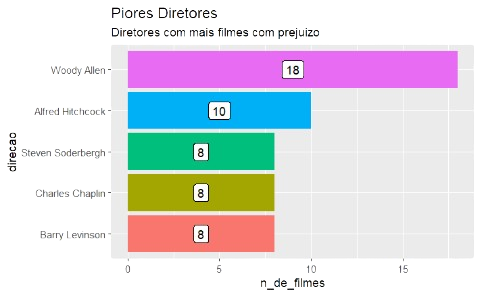 Piores Diretores
Diretores com mais filmes com prejuizo
direcao
Woody Allen 18
Alfred Hitchcock 10
Steven Soderbergh 8
Charles Chaplin 8
Barry Levinson 8
0 5 10 15
n_de_filmes